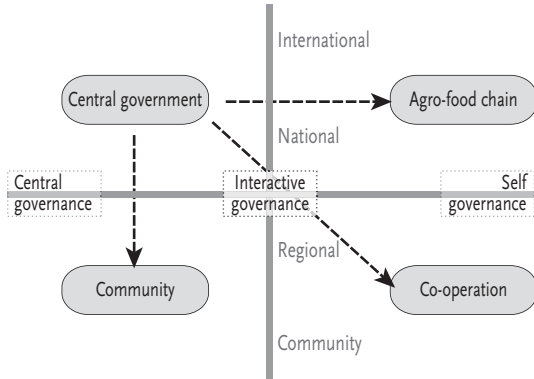 International
Central government
Agro-food chain
National
Central
governance
Interactive
governance
Self
governance
Regional
Community
Co-operation
Community